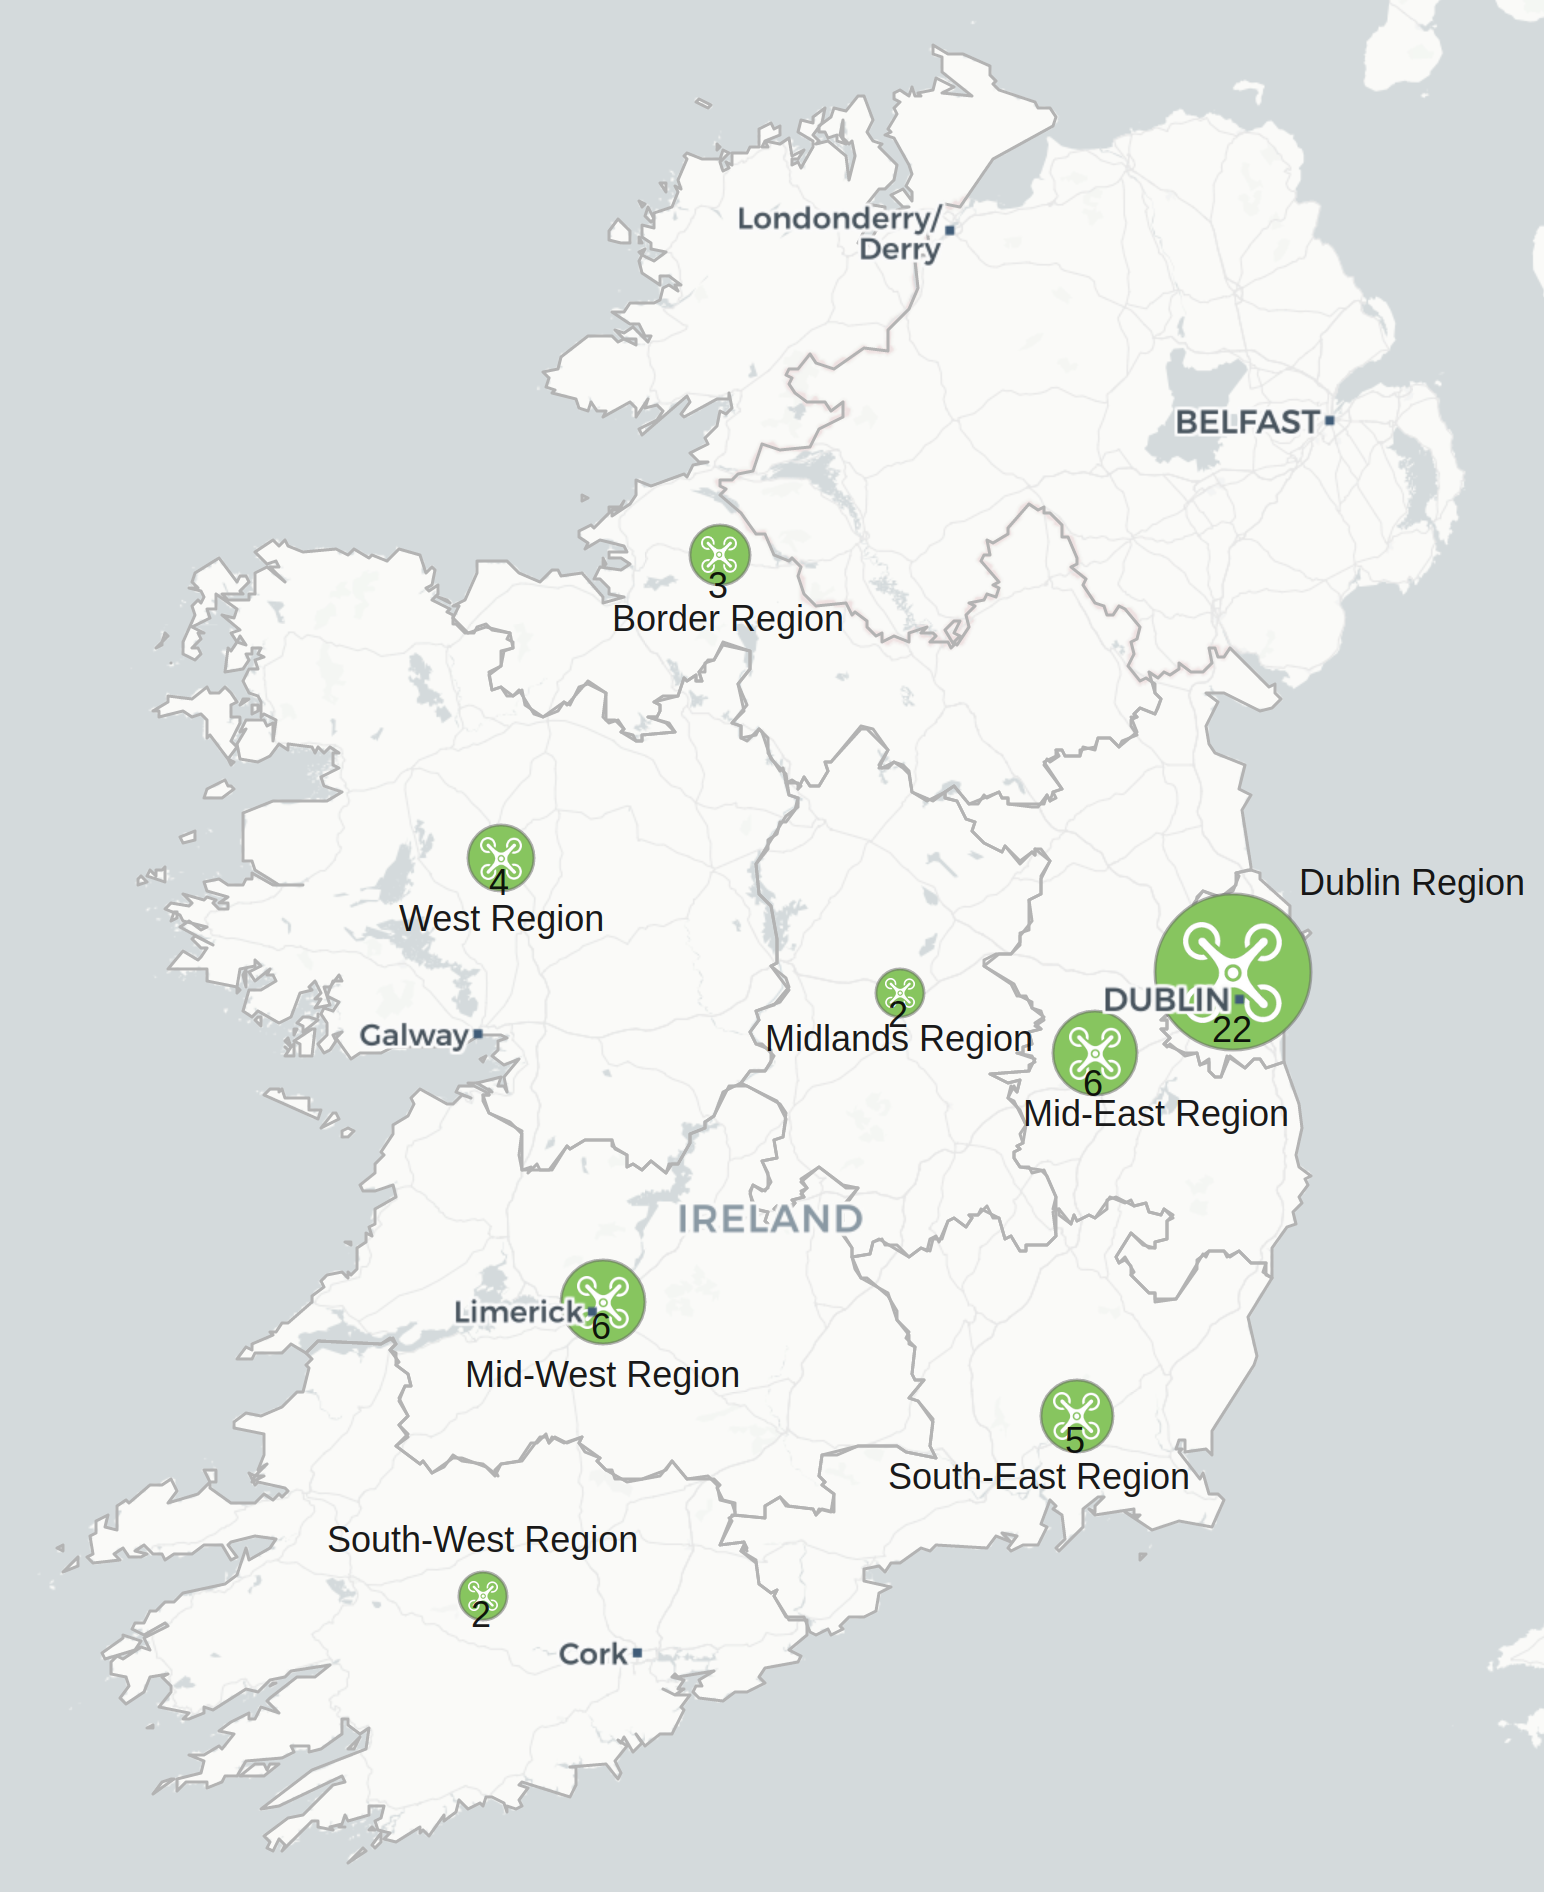 Londonderry/
Derry
BELFAST
3
Border Region
4
West Region
Dublin Region
2
Midlands Region
DUBLIN
22
6
Mid-East Region
Galway
IRELAND
Limerick
6
Mid-West Region
5
South-East Region
South-West Region
2
Cork